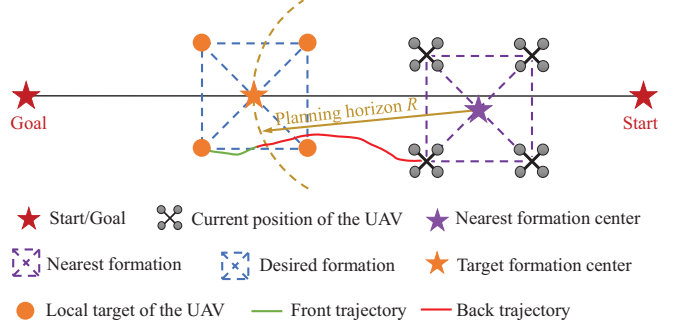 Planning horizon R
Goal
Start
Start/Goal
Current position of the UAV
Nearest formation center
Nearest formation
Desired formation
Target formation center
Local target of the UAV
Front trajectory
Back trajectory